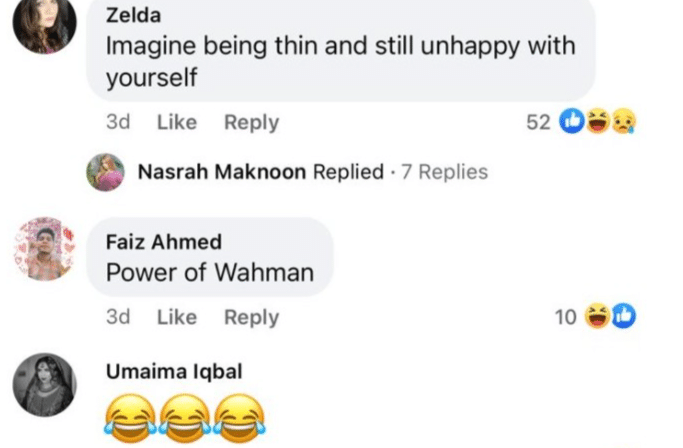 Zelda
Imagine being thin and still unhappy with
yourself
3d Like Reply 52
Nasrah Maknoon Replied · 7 Replies
Faiz Ahmed
Power of Wahman
3d Like Reply 10
Umaima Iqbal
😂😂😂